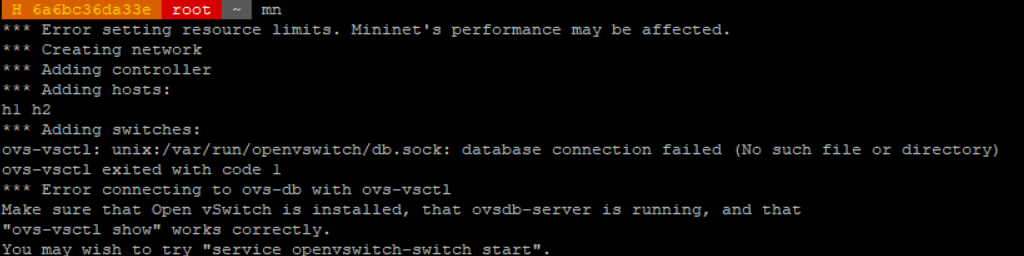 H 6a6bc36da33e root ~ mn
*** Error setting resource limits. Mininet's performance may be affected.
*** Creating network
*** Adding controller
*** Adding hosts:
h1 h2
*** Adding switches:
ovs-vsctl: unix:/var/run/openvswitch/db.sock: database connection failed (No such file or directory)
ovs-vsctl exited with code 1
*** Error connecting to ovs-db with ovs-vsctl
Make sure that Open vSwitch is installed, that ovsdb-server is running, and that
"ovs-vsctl show" works correctly.
You may wish to try "service openvswitch-switch start".